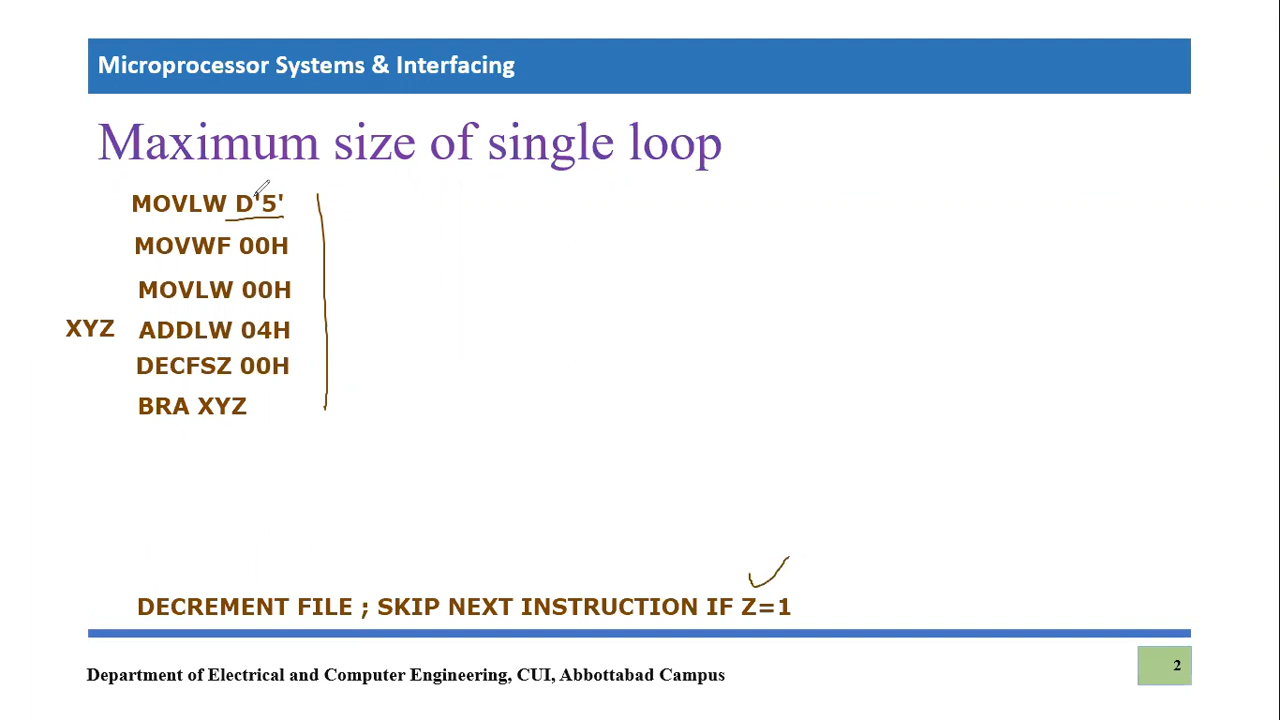 Microprocessor Systems & Interfacing
Maximum size of single loop
MOVLW D'5'
MOVWF 00H
MOVLW 00H
XYZ ADDLW 04H
DECFSZ 00H
BRA XYZ
DECREMENT FILE ; SKIP NEXT INSTRUCTION IF Z=1
Department of Electrical and Computer Engineering, CUI, Abbottabad Campus
2